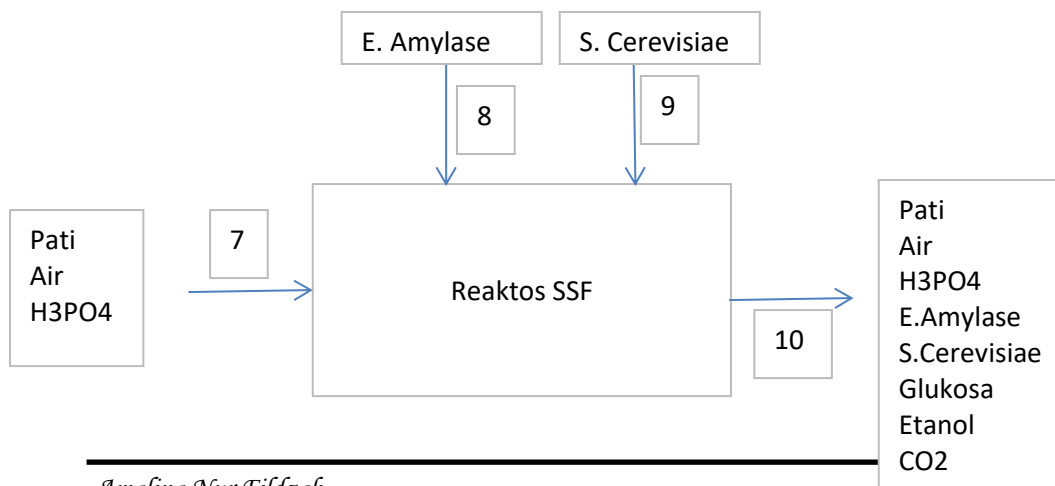 E. Amylase
S. Cerevisiae
8
9
Pati
Air
H3PO4
7
Reaktos SSF
10
Pati
Air
H3PO4
E.Amylase
S.Cerevisiae
Glukosa
Etanol
CO2